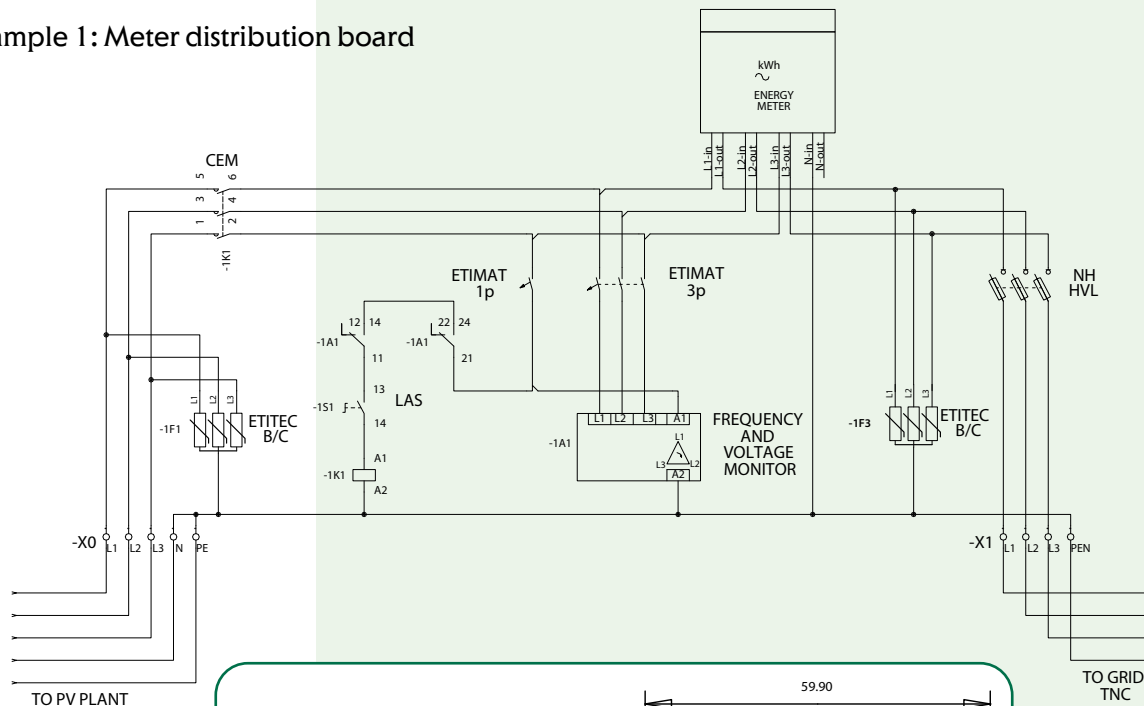 ample 1: Meter distribution board
kWh
ENERGY
METER
L1-in
L1-out
L2-in
L2-out
L3-in
L3-out
N-in
N-out
CEM
5 6
3 4
1 2
-1K1
ETIMAT
1p
ETIMAT
3p
NH
HVL
12 14
-1A1
11
22 24
-1A1
21
13
-1S1
LAS
14
A1
-1K1
A2
L1 L2 L3
-1F1
ETITEC
B/C
L1 L2 L3 A1
-1A1
L1
L3 L2
A2
FREQUENCY
AND
VOLTAGE
MONITOR
L1 L2 L3
-1F3
ETITEC
B/C
-X0
L1 L2 L3 N PE
-X1
L1 L2 L3 PEN
TO PV PLANT
59.90
TO GRID
TNC